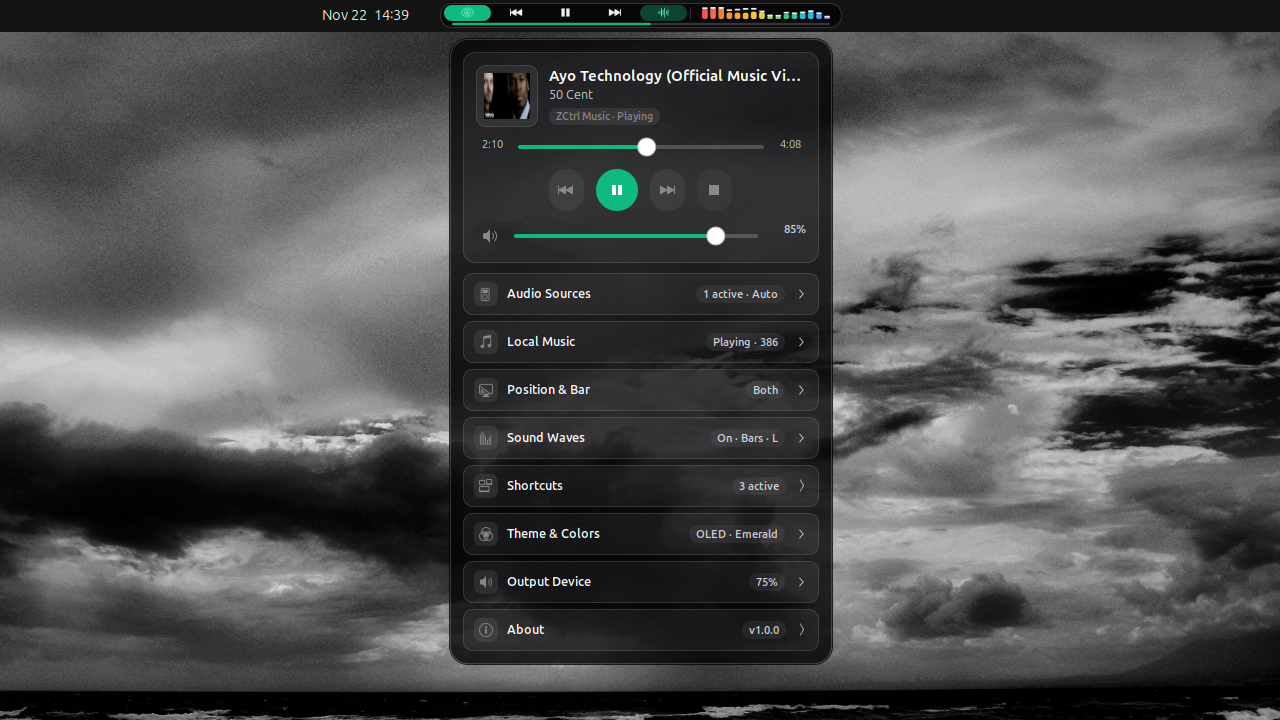 Nov 22 14:39
Ayo Technology (Official Music Vi...
50 Cent
ZCtrl Music · Playing
2:10
4:08
85%
Audio Sources
1 active · Auto
Local Music
Playing · 386
Position & Bar
Both
Sound Waves
On · Bars · L
Shortcuts
3 active
Theme & Colors
OLED · Emerald
Output Device
75%
About
v1.0.0